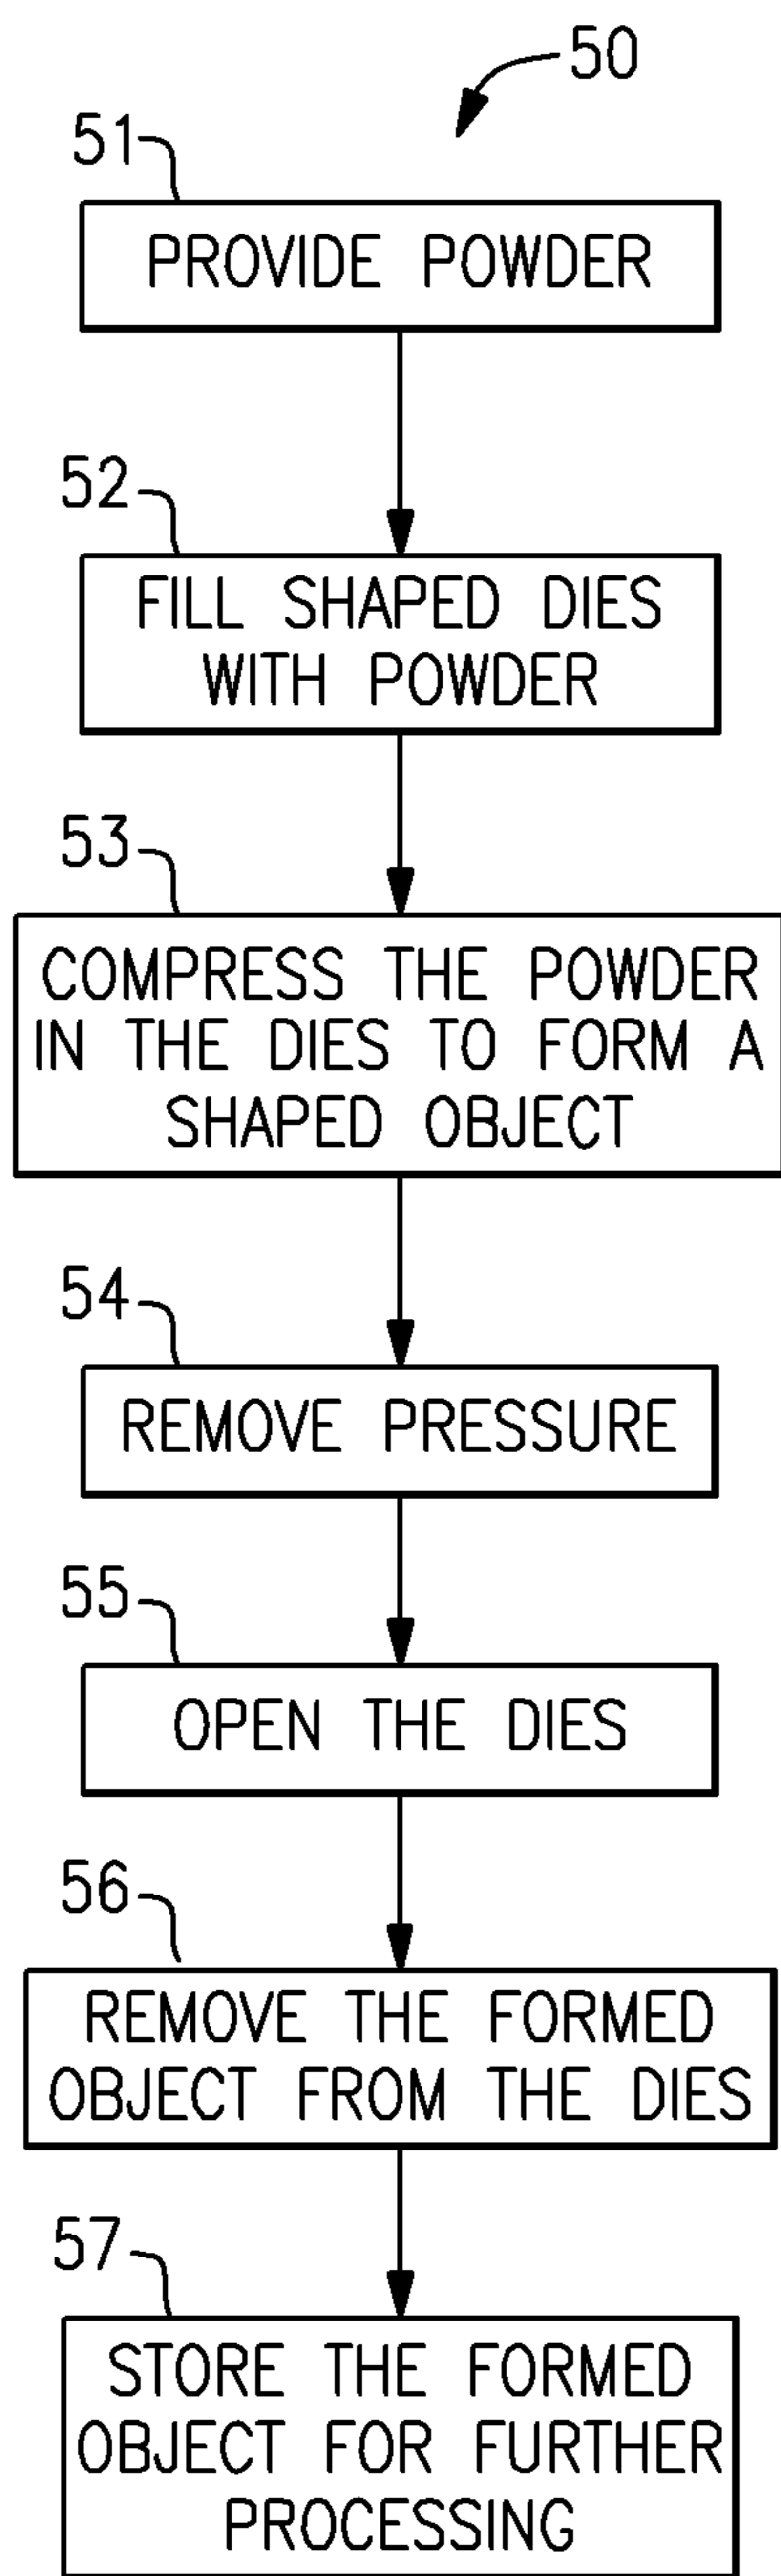 50
51
PROVIDE POWDER
52
FILL SHAPED DIES
WITH POWDER
53
COMPRESS THE POWDER
IN THE DIES TO FORM A
SHAPED OBJECT
54
REMOVE PRESSURE
55
OPEN THE DIES
56
REMOVE THE FORMED
OBJECT FROM THE DIES
57
STORE THE FORMED
OBJECT FOR FURTHER
PROCESSING